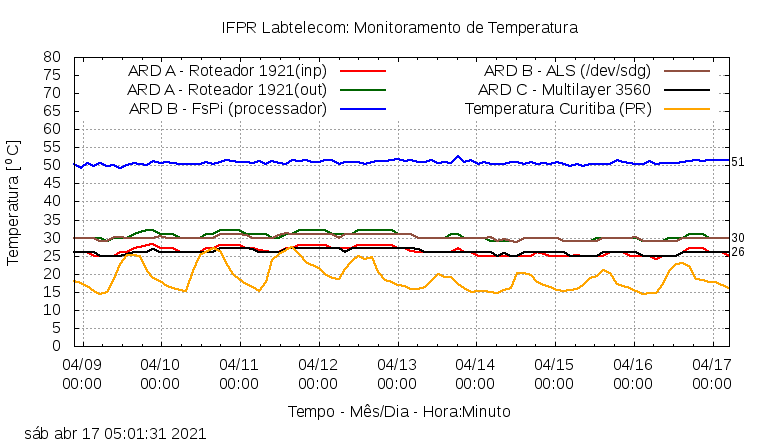 IFPR Labtelecom: Monitoramento de Temperatura
ARD A - Roteador 1921(inp)
ARD A - Roteador 1921(out)
ARD B - FsPi (processador)
ARD B - ALS (/dev/sdg)
ARD C - Multilayer 3560
Temperatura Curitiba (PR)
Temperatura [ºC]
80
75
70
65
60
55
50
45
40
35
30
25
20
15
10
5
0
51
30
26
04/09 00:00
04/10 00:00
04/11 00:00
04/12 00:00
04/13 00:00
04/14 00:00
04/15 00:00
04/16 00:00
04/17 00:00
Tempo - Mês/Dia - Hora:Minuto
sáb abr 17 05:01:31 2021